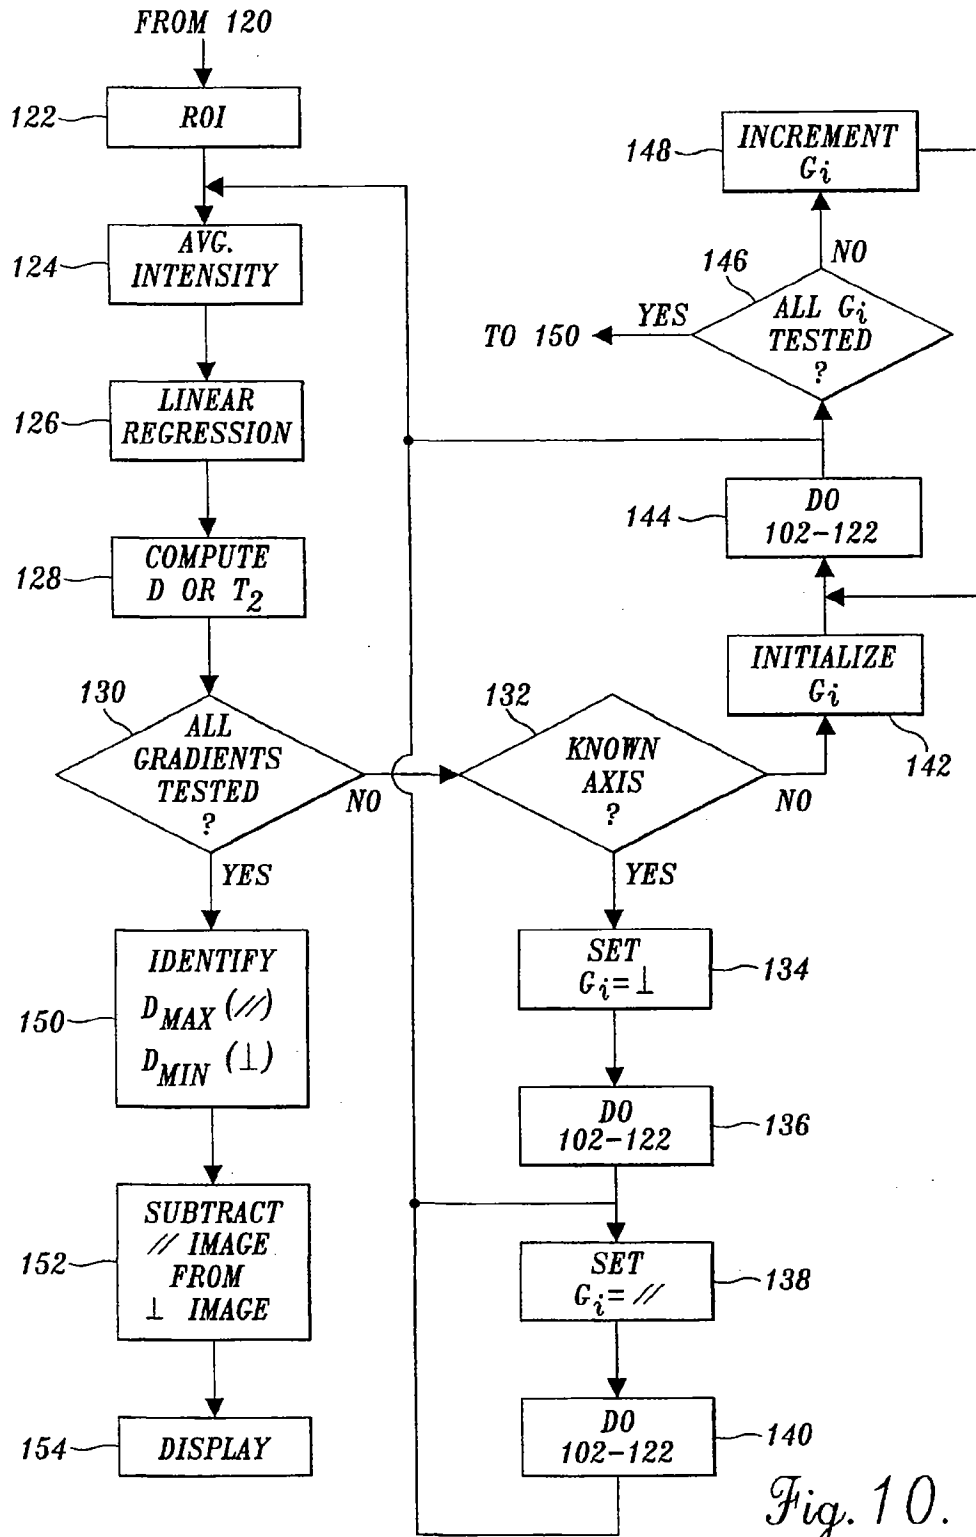 FROM 120
122
ROI
124
AVG.
INTENSITY
126
LINEAR
REGRESSION
128
COMPUTE
D OR T2
130
ALL
GRADIENTS
TESTED
?
NO
YES
150
IDENTIFY
DMAX (//)
DMIN (⊥)
152
SUBTRACT
// IMAGE
FROM
⊥ IMAGE
154
DISPLAY
132
KNOWN
AXIS
?
NO
YES
SET
Gi=⊥
134
DO
102-122
136
SET
Gi=//
138
DO
102-122
140
148
INCREMENT
Gi
NO
146
ALL Gi
TESTED
?
YES
TO 150
144
DO
102-122
INITIALIZE
Gi
142
Fig. 10.